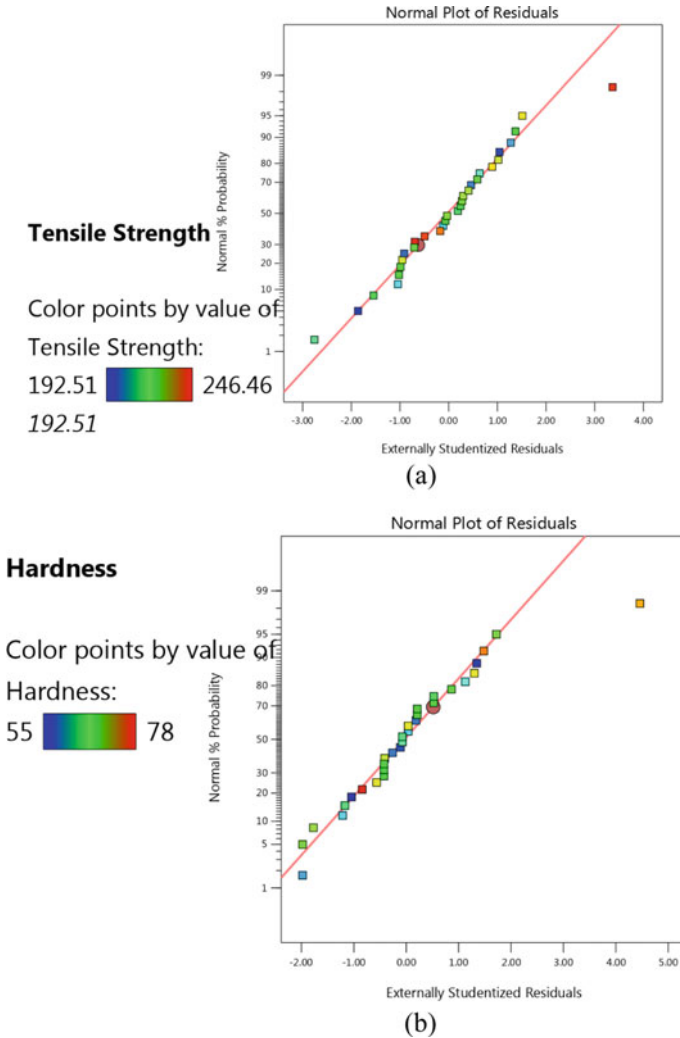 Normal Plot of Residuals
Tensile Strength
Color points by value of
Tensile Strength:
192.51 246.46
192.51
Normal % Probability
99
95
90
80
70
50
30
20
10
1
-3.00 -2.00 -1.00 0.00 1.00 2.00 3.00 4.00
Externally Studentized Residuals
(a)
Normal Plot of Residuals
Hardness
Color points by value of
Hardness:
55 78
Normal % Probability
99
95
90
80
70
50
30
20
10
5
1
-2.00 -1.00 0.00 1.00 2.00 3.00 4.00 5.00
Externally Studentized Residuals
(b)